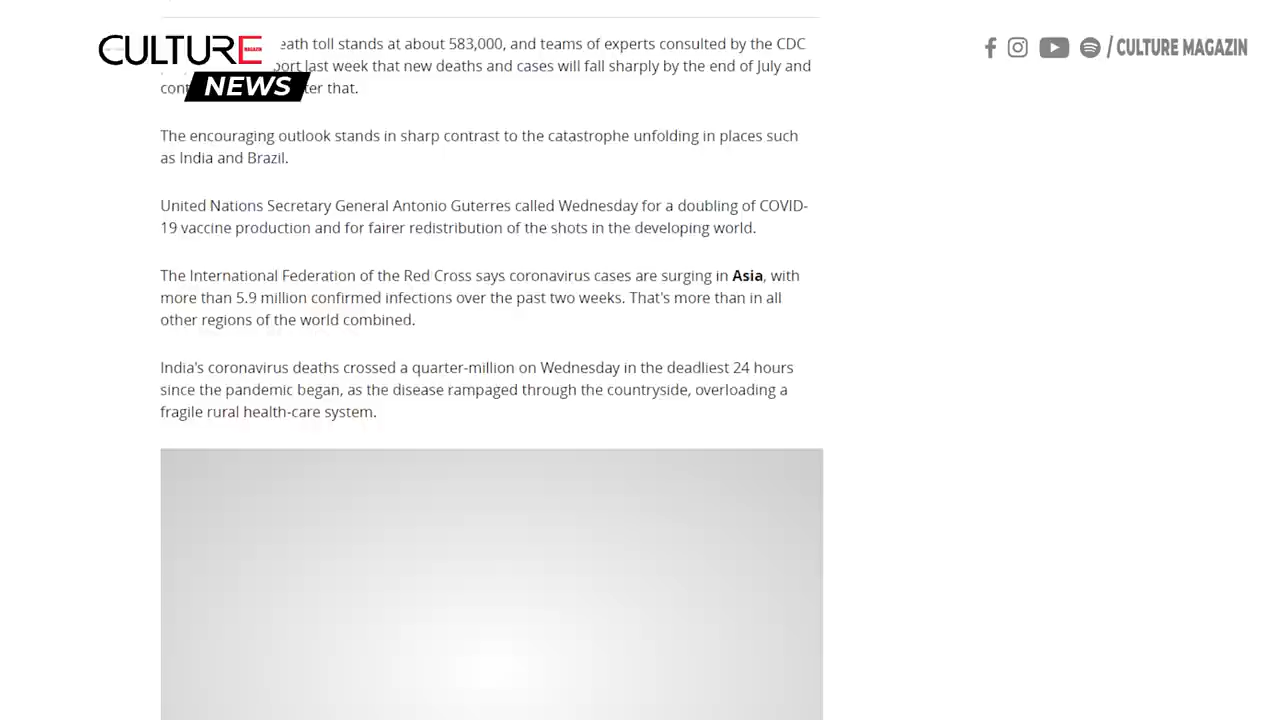 CULTURE
MAGAZIN
NEWS
/ CULTURE MAGAZIN
death toll stands at about 583,000, and teams of experts consulted by the CDC
last week that new deaths and cases will fall sharply by the end of July and
that.
The encouraging outlook stands in sharp contrast to the catastrophe unfolding in places such
as India and Brazil.
United Nations Secretary General Antonio Guterres called Wednesday for a doubling of COVID-
19 vaccine production and for fairer redistribution of the shots in the developing world.
The International Federation of the Red Cross says coronavirus cases are surging in Asia, with
more than 5.9 million confirmed infections over the past two weeks. That's more than in all
other regions of the world combined.
India's coronavirus deaths crossed a quarter-million on Wednesday in the deadliest 24 hours
since the pandemic began, as the disease rampaged through the countryside, overloading a
fragile rural health-care system.